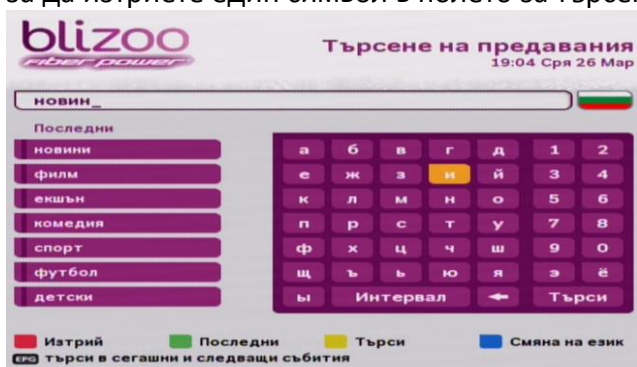 за да изтриете един символ в полето за търсен
blizoo
fiber power
Търсене на предавания
19:04 Сря 26 Мар
новин_
Последни
новини
филм
екшън
комедия
спорт
футбол
детски
а б в г д 1 2
е ж з и й 3 4
к л м н о 5 6
п р с т у 7 8
ф х ц ч ш 9 0
щ ъ ь ю я э ё
ы Интервал Търси
Изтрий Последни Търси Смяна на език
EPG търси в сегашни и следващи събития